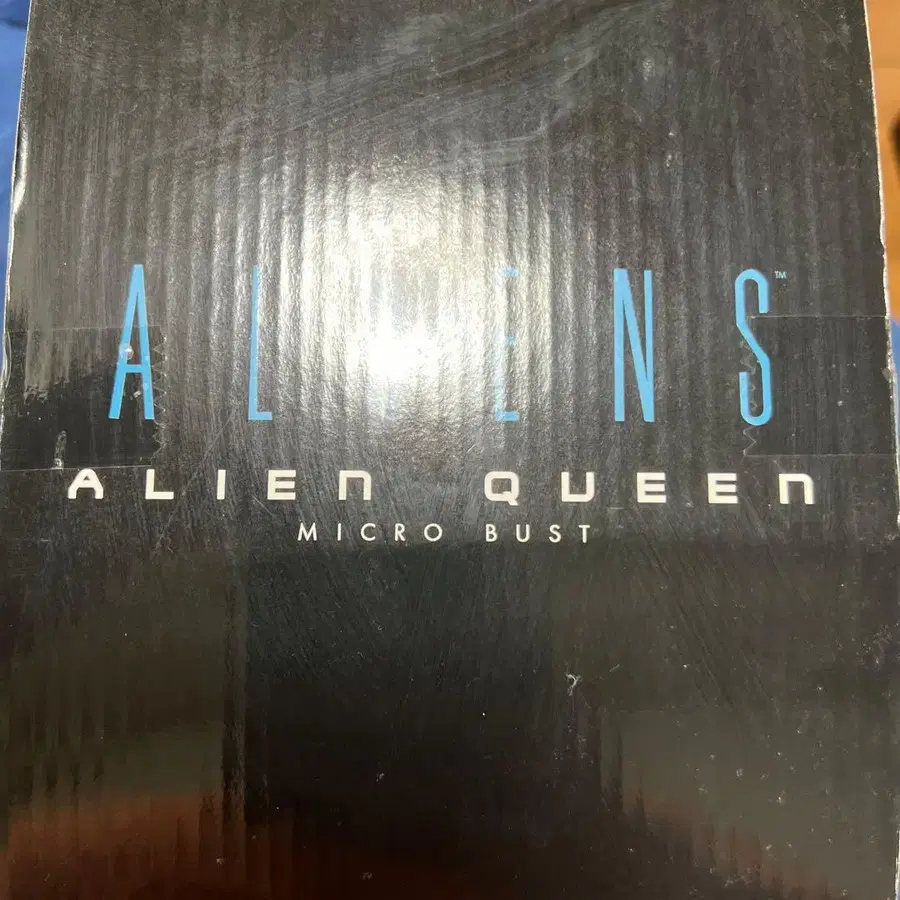 ALIENS™
ALIEN QUEEN
MICRO BUST